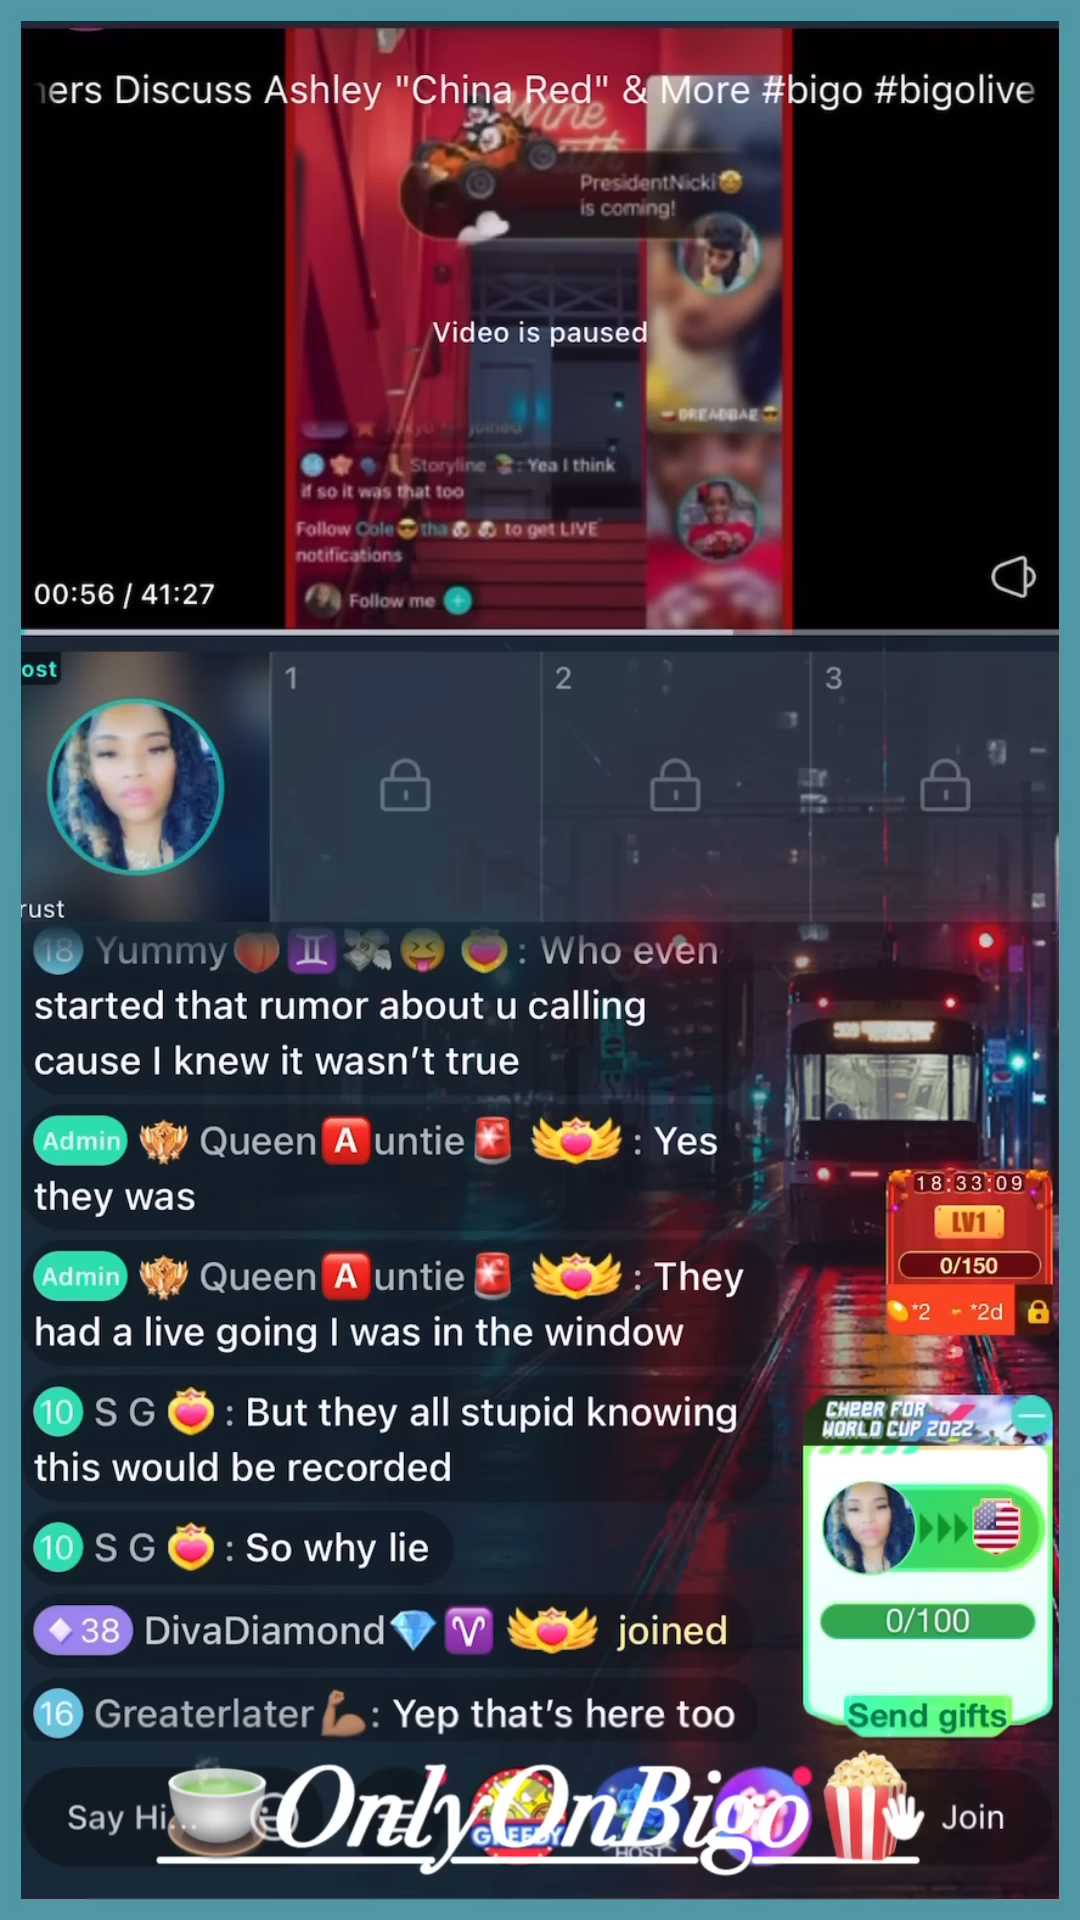 ers Discuss Ashley "China Red" & More #bigo #bigolive
Wine
PresidentNicki🤩
is coming!
Video is paused
DREADBAE😎
joined
Storyline : Yea I think
if so it was that too
Follow Cole😎tha to get LIVE
notifications
Follow me
00:56 / 41:27
ost
1
2
3
rust
18 Yummy🍑♊💸😝 : Who even
started that rumor about u calling
cause I knew it wasn’t true
Admin Queen🅰untie🚨 : Yes
they was
Admin Queen🅰untie🚨 : They
had a live going I was in the window
10 S G : But they all stupid knowing
this would be recorded
10 S G : So why lie
38 DivaDiamond💎♈ joined
16 Greaterlater💪🏽: Yep that’s here too
18:33:09
LV1
0/150
*2 *2d
CHEER FOR
WORLD CUP 2022
0/100
Send gifts
Say Hi...
GREEDY
HOST
Join
🍵OnlyOnBigo🍿